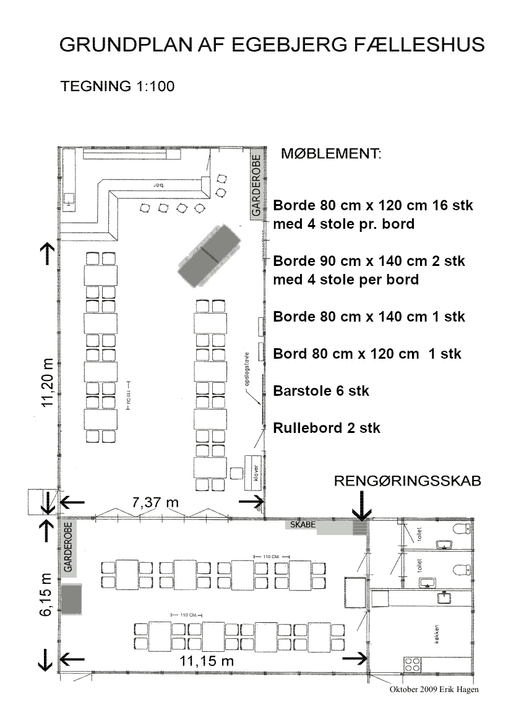 GRUNDPLAN AF EGEBJERG FÆLLESHUS
TEGNING 1:100
MØBLEMENT:
GARDEROBE
bar
Borde 80 cm x 120 cm 16 stk
med 4 stole pr. bord
Borde 90 cm x 140 cm 2 stk
med 4 stole per bord
Borde 80 cm x 140 cm 1 stk
Bord 80 cm x 120 cm 1 stk
Barstole 6 stk
Rullebord 2 stk
opslagstavle
110 CM.
11,20 m
klaver
RENGØRINGSSKAB
7,37 m
SKABE
GARDEROBE
toilet
toilet
110 CM.
6,15 m
110 CM.
køkken
11,15 m
Oktober 2009 Erik Hagen